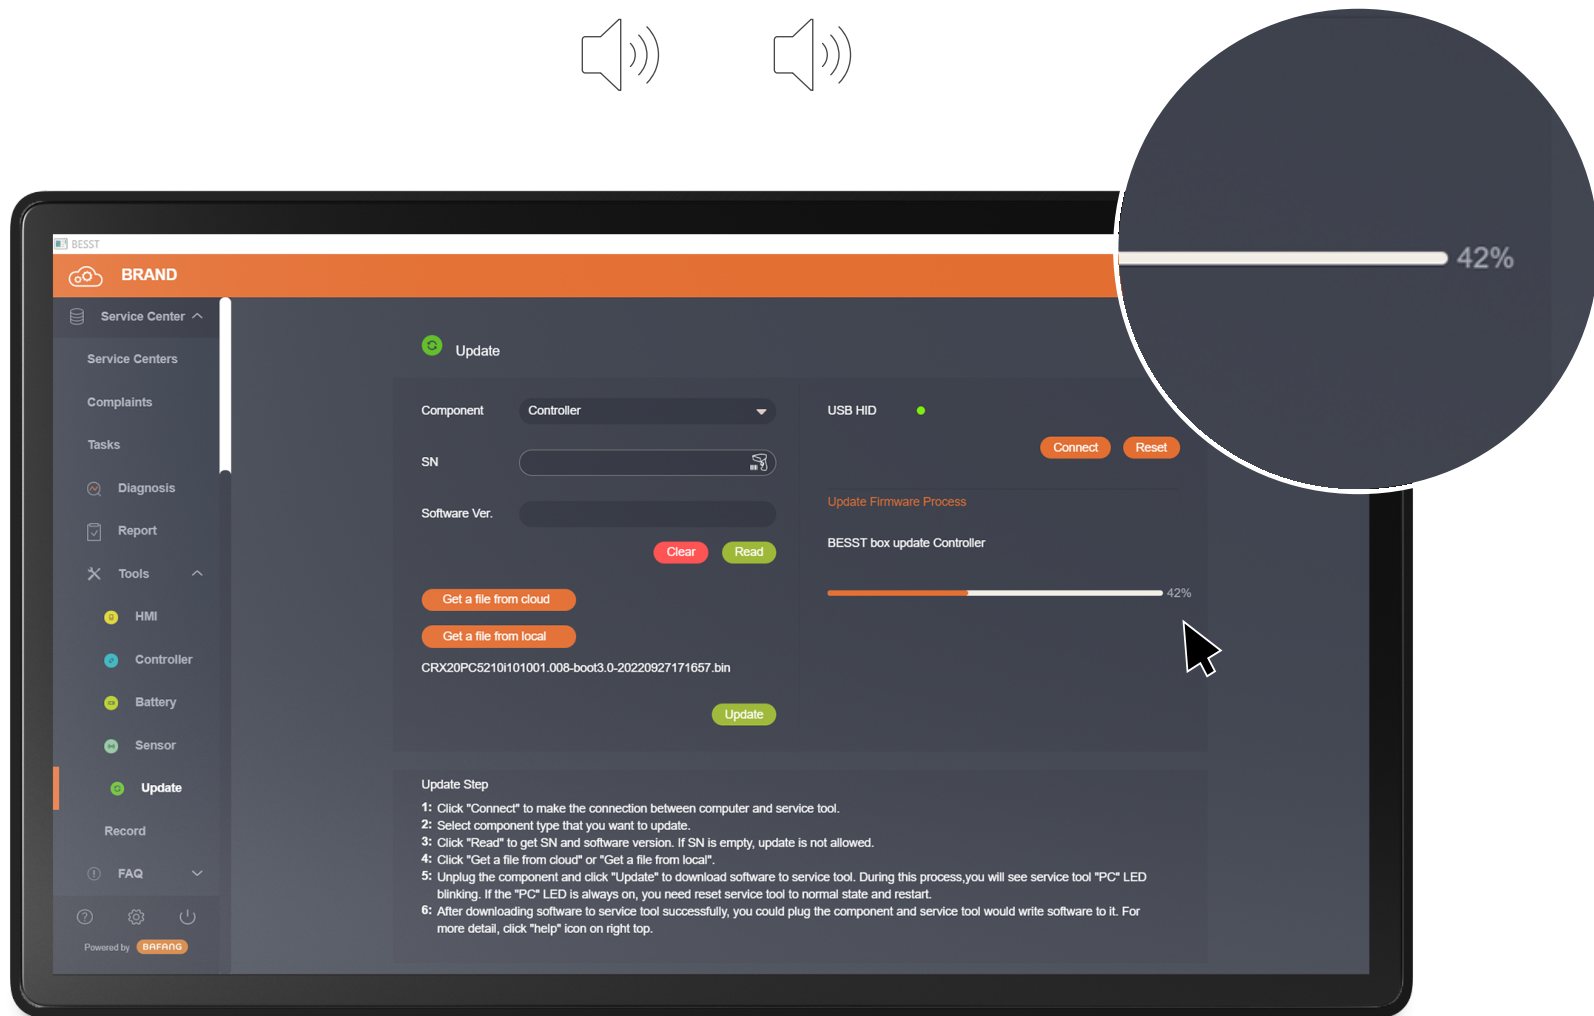 BESST
BRAND
42%
Service Center
Service Centers
Complaints
Tasks
Diagnosis
Report
Tools
HMI
Controller
Battery
Sensor
Update
Record
FAQ
Powered by BAFANG
Update
Component Controller
SN
Software Ver.
Clear Read
Get a file from cloud
Get a file from local
CRX20PC5210i101001.008-boot3.0-20220927171657.bin
Update
USB HID
Connect Reset
Update Firmware Process
BESST box update Controller
42%
Update Step
1: Click "Connect" to make the connection between computer and service tool.
2: Select component type that you want to update.
3: Click "Read" to get SN and software version. If SN is empty, update is not allowed.
4: Click "Get a file from cloud" or "Get a file from local".
5: Unplug the component and click "Update" to download software to service tool. During this process,you will see service tool "PC" LED
blinking. If the "PC" LED is always on, you need reset service tool to normal state and restart.
6: After downloading software to service tool successfully, you could plug the component and service tool would write software to it. For
more detail, click "help" icon on right top.